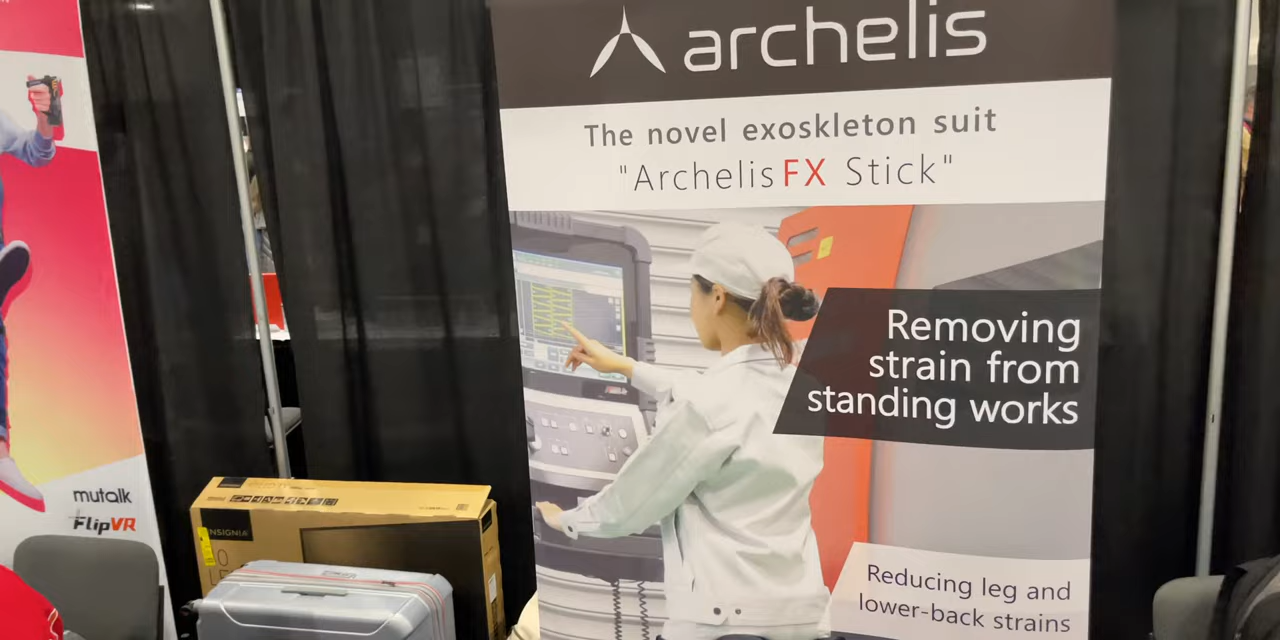 archelis
The novel exoskleton suit
"ArchelisFX Stick"
Removing
strain from
standing works
Reducing leg and
lower-back strains
mutalk
FlipVR
INSIGNIA